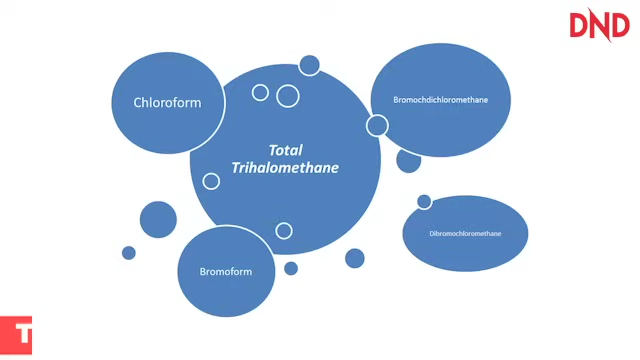 DND
Chloroform
Bromochdichloromethane
Total
Trihalomethane
Dibromochloromethane
Bromoform
T